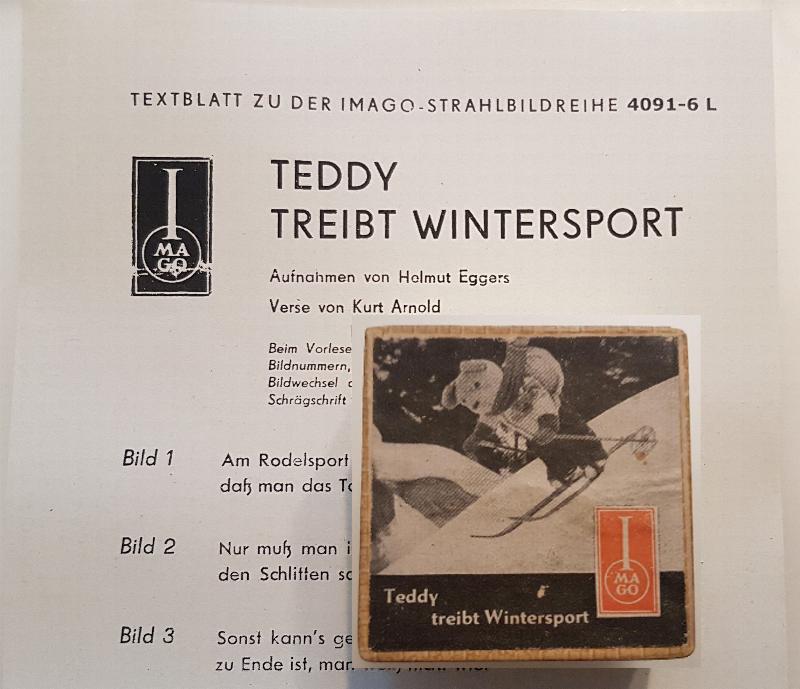 TEXTBLATT ZU DER IMAGO-STRAHLBILDREIHE 4091-6 L
I
MA
GO
TEDDY
TREIBT WINTERSPORT
Aufnahmen von Helmut Eggers
Verse von Kurt Arnold
Beim Vorlese
Bildnummern,
Bildwechsel
Schrägschrift
Bild 1
Am Rodelsport
daß man das
Bild 2
Nur muß man
den Schlitten
Bild 3
Sonst kann's
zu Ende ist,
I
MA
GO
Teddy
treibt Wintersport